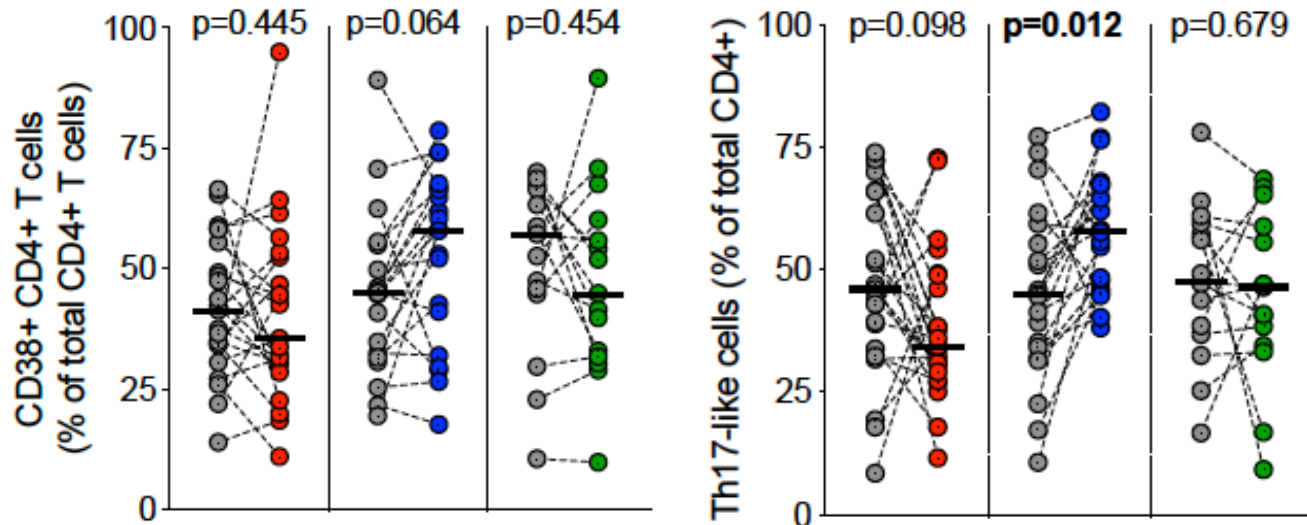 CD38+ CD4+ T cells
(% of total CD4+ T cells)
100
75
50
25
0
p=0.445
p=0.064
p=0.454
Th17-like cells (% of total CD4+)
100
75
50
25
0
p=0.098
p=0.012
p=0.679